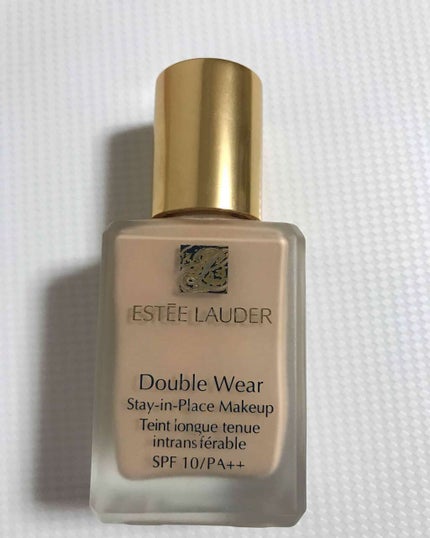 ESTĒE LAUDER
Double Wear
Stay-in-Place Makeup
Teint longue tenue
intransférable
SPF 10/PA++